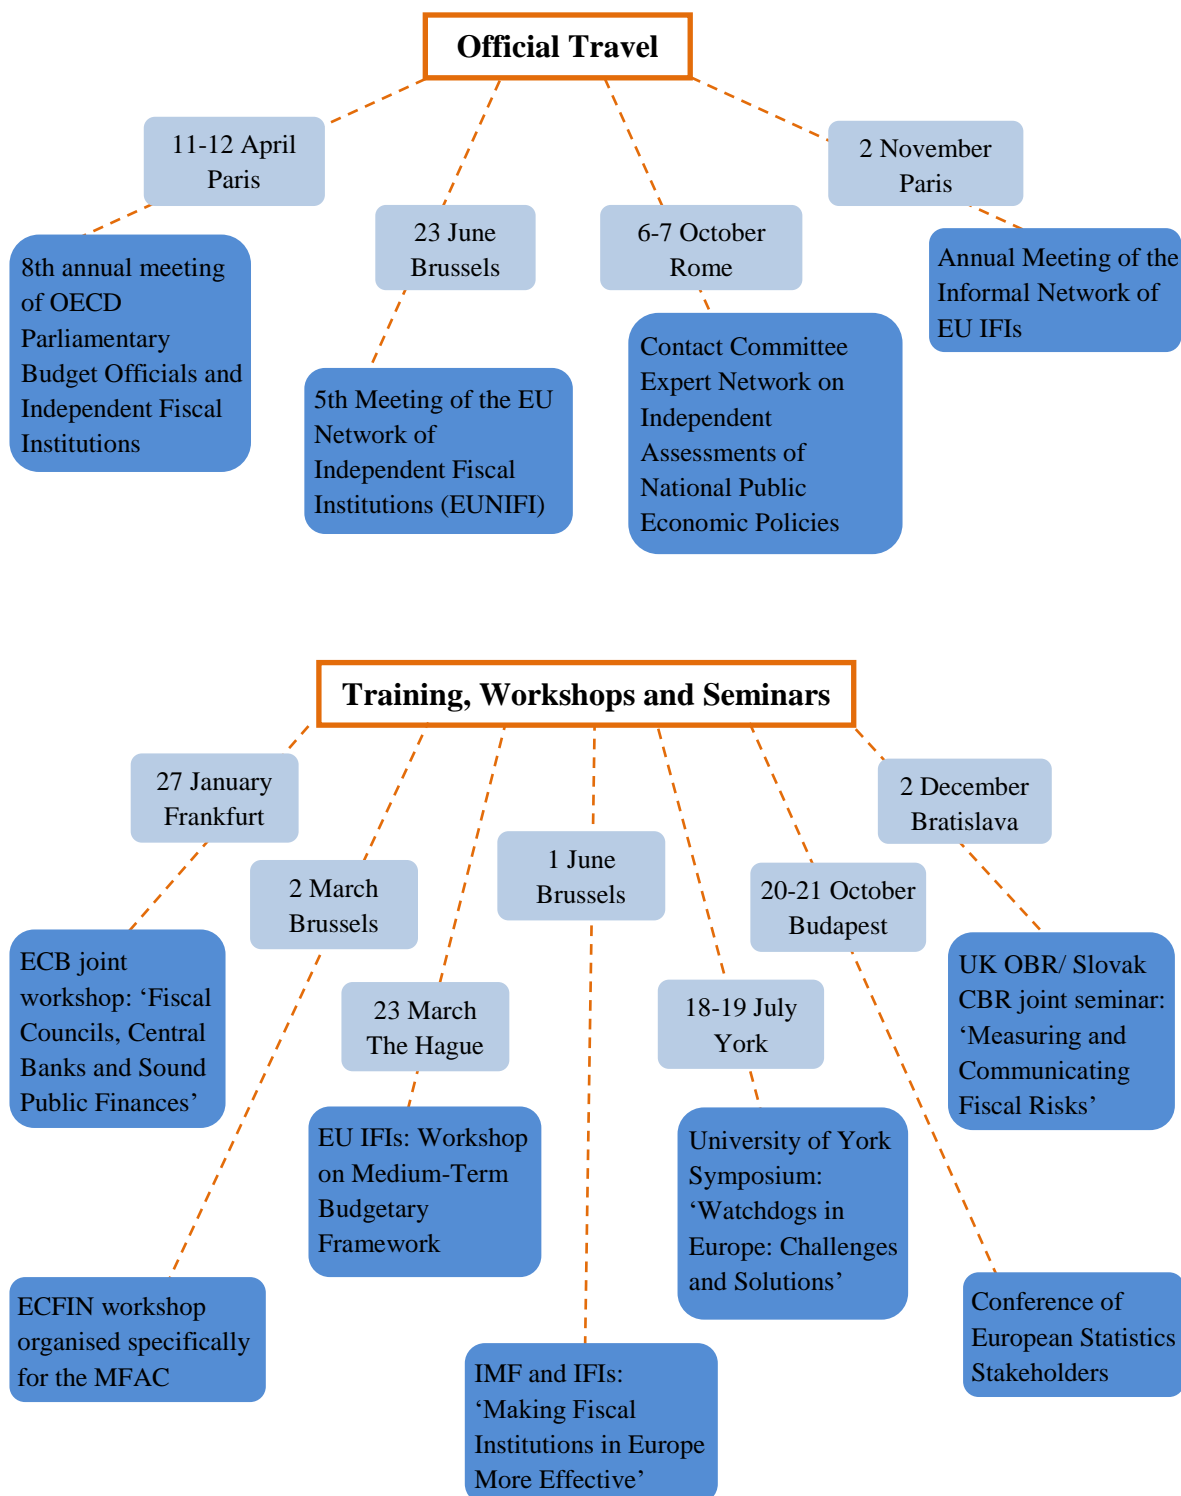 Official Travel
11-12 April
Paris
8th annual meeting
of OECD
Parliamentary
Budget Officials and
Independent Fiscal
Institutions
23 June
Brussels
5th Meeting of the EU
Network of
Independent Fiscal
Institutions (EUNIFI)
6-7 October
Rome
Contact Committee
Expert Network on
Independent
Assessments of
National Public
Economic Policies
2 November
Paris
Annual Meeting of the
Informal Network of
EU IFIs
Training, Workshops and Seminars
27 January
Frankfurt
ECB joint
workshop: ‘Fiscal
Councils, Central
Banks and Sound
Public Finances’
2 March
Brussels
ECFIN workshop
organised specifically
for the MFAC
23 March
The Hague
EU IFIs: Workshop
on Medium-Term
Budgetary
Framework
1 June
Brussels
IMF and IFIs:
‘Making Fiscal
Institutions in Europe
More Effective’
18-19 July
York
University of York
Symposium:
‘Watchdogs in
Europe: Challenges
and Solutions’
20-21 October
Budapest
Conference of
European Statistics
Stakeholders
2 December
Bratislava
UK OBR/ Slovak
CBR joint seminar:
‘Measuring and
Communicating
Fiscal Risks’